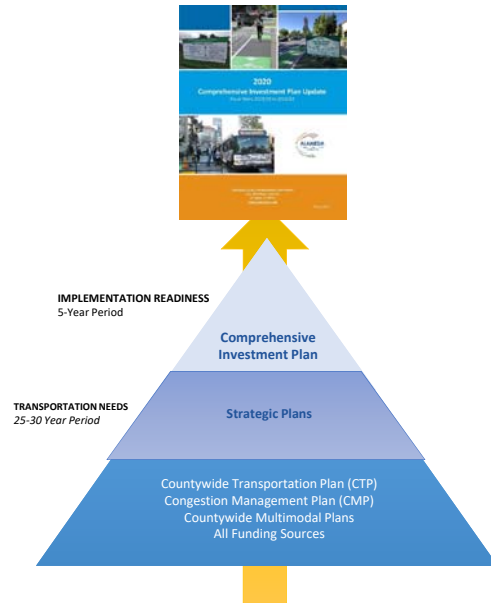 2020
Comprehensive Investment Plan Update
ALAMEDA
IMPLEMENTATION READINESS
5-Year Period
Comprehensive
Investment Plan
TRANSPORTATION NEEDS
25-30 Year Period
Strategic Plans
Countywide Transportation Plan (CTP)
Congestion Management Plan (CMP)
Countywide Multimodal Plans
All Funding Sources